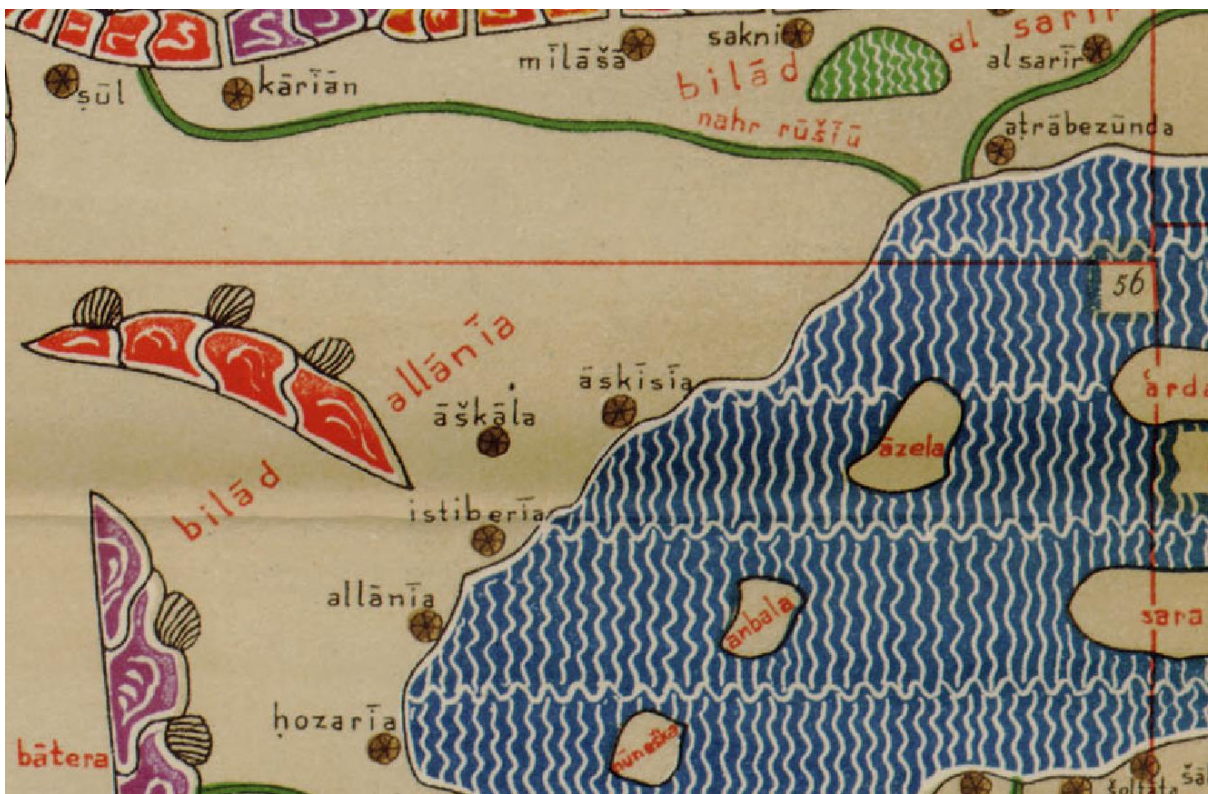 sakni
al sarīr
mīlāšā
bilād
al sarīr
ṣūl
kārīān
nahr rūšīū
aṭrābezūnda
56
allānīa
āskīsīa
ārda
āškāla
āzela
bilād
istiberīa
allānīa
ānbala
sara
ḥozarīa
bātera
šoltāta